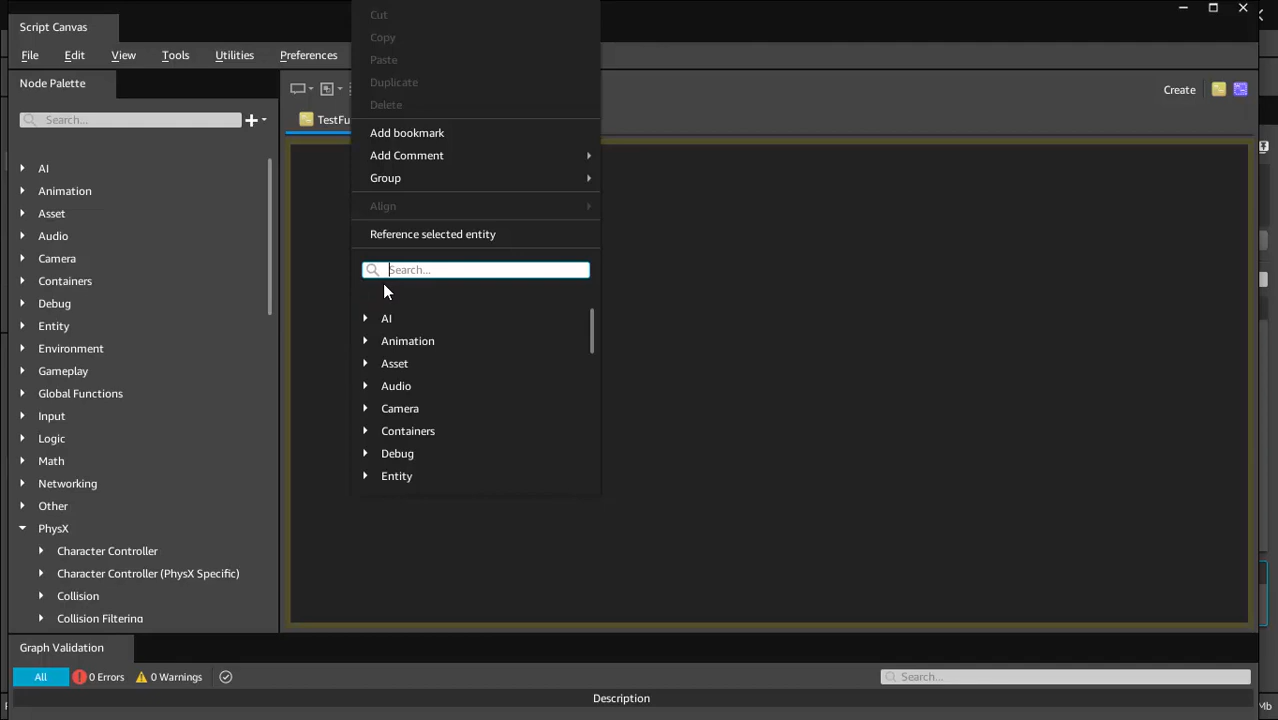 Script Canvas
File Edit View Tools Utilities Preferences
Node Palette
Search...
AI
Animation
Asset
Audio
Camera
Containers
Debug
Entity
Environment
Gameplay
Global Functions
Input
Logic
Math
Networking
Other
PhysX
Character Controller
Character Controller (PhysX Specific)
Collision
Collision Filtering
Cut
Copy
Paste
Duplicate
Delete
Add bookmark
Add Comment
Group
Align
Reference selected entity
Search...
AI
Animation
Asset
Audio
Camera
Containers
Debug
Entity
Create
TestFu
Graph Validation
All 0 Errors 0 Warnings
Search...
Description
Mb